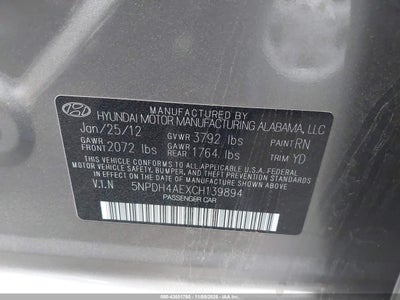 MANUFACTURED BY
HYUNDAI MOTOR MANUFACTURING ALABAMA, LLC
Jan/25/12 GVWR 3792 lbs PAINT RN
GAWR FRONT 2072 lbs GAWR REAR 1764 lbs TRIM YD
THIS VEHICLE CONFORMS TO ALL APPLICABLE U.S.A FEDERAL
MOTOR VEHICLE SAFETY, BUMPER, AND THEFT PREVENTION
STANDARDS IN EFFECT ON THE DATE OF MANUFACTURE SHOWN ABOVE.
V.I.N 5NPDH4AEXCH139894
PASSENGER CAR